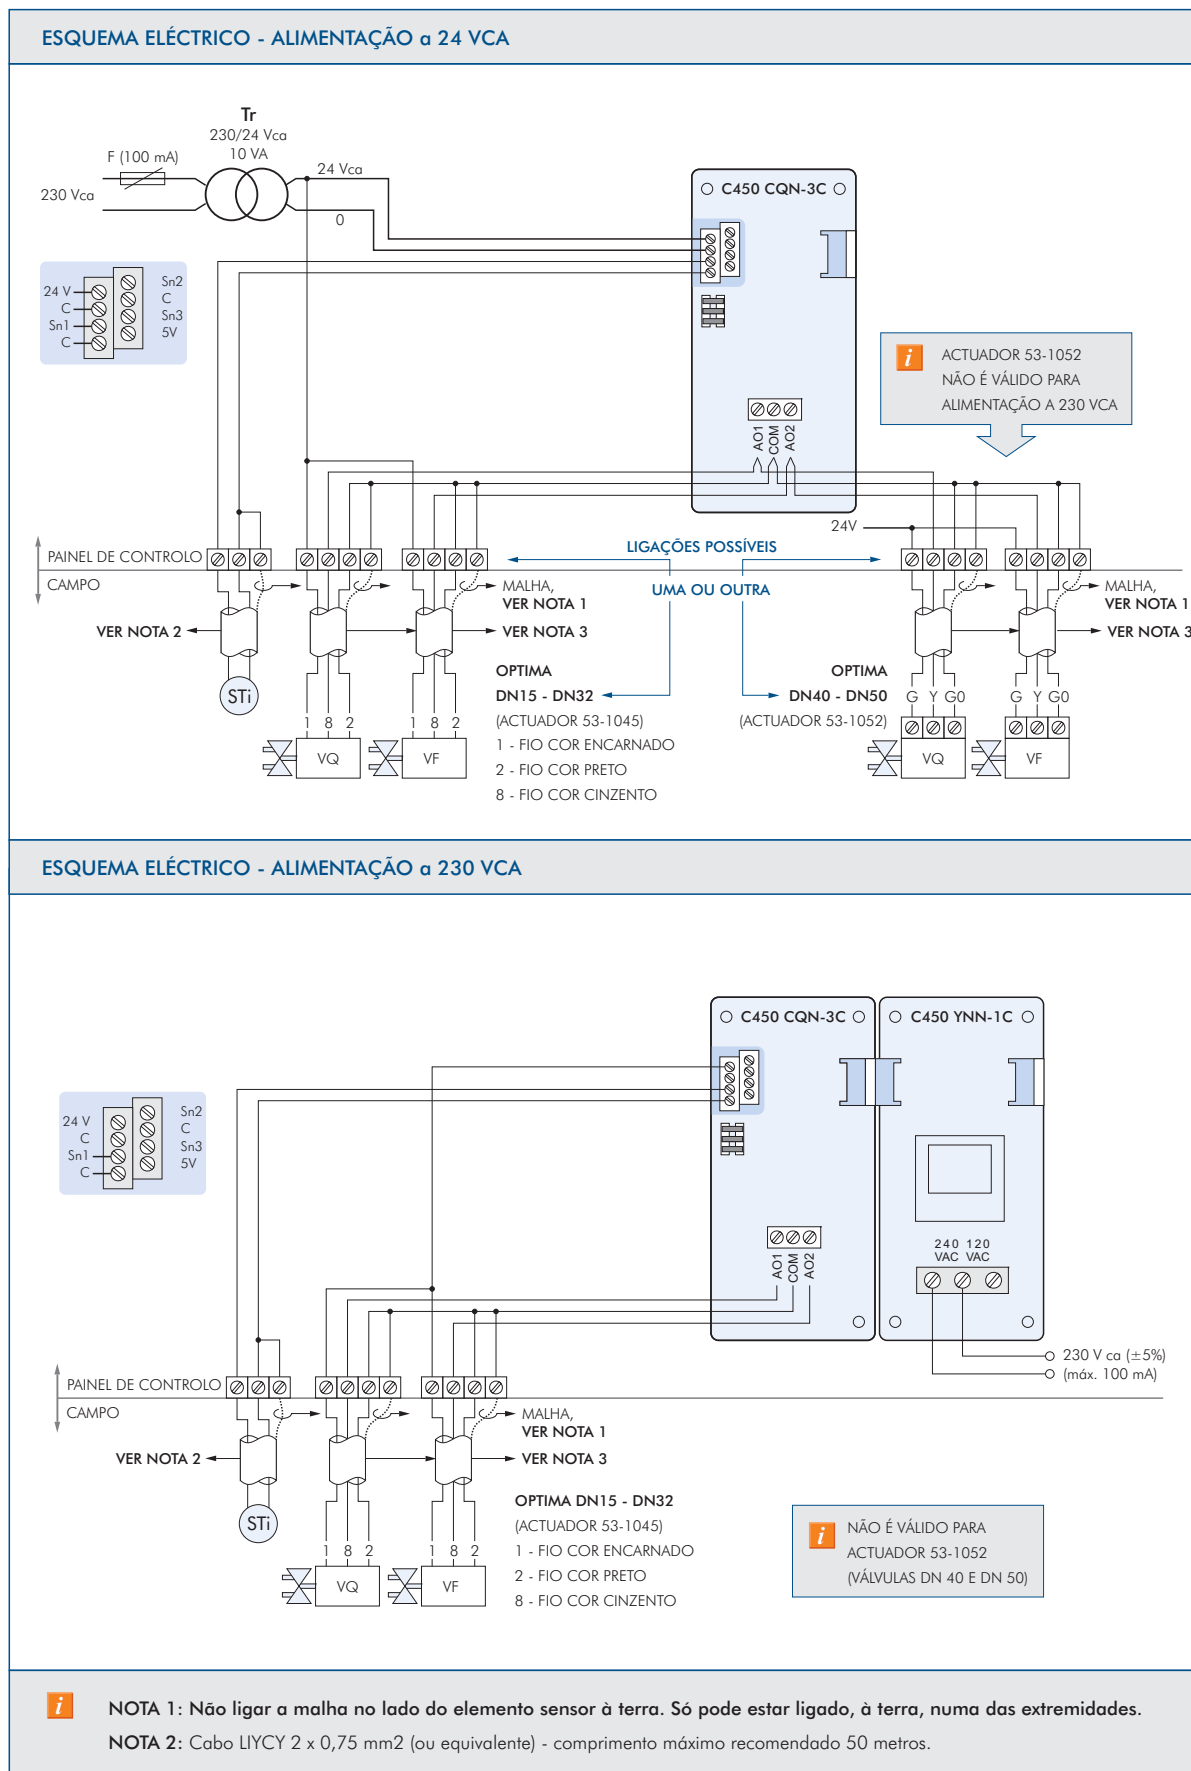 ESQUEMA ELÉCTRICO - ALIMENTAÇÃO a 24 VCA
Tr
230/24 Vca
10 VA
F (100 mA)
24 Vca
230 Vca
0
C450 CQN-3C
24 V
C
Sn1
C
Sn2
C
Sn3
5V
ACTUADOR 53-1052
NÃO É VÁLIDO PARA
ALIMENTAÇÃO A 230 VCA
AO1
COM
AO2
24V
PAINEL DE CONTROLO
CAMPO
LIGAÇÕES POSSÍVEIS
UMA OU OUTRA
MALHA,
VER NOTA 1
VER NOTA 2
VER NOTA 3
MALHA,
VER NOTA 1
VER NOTA 3
STi
1 8 2
VQ
1 8 2
VF
OPTIMA
DN15 - DN32
(ACTUADOR 53-1045)
1 - FIO COR ENCARNADO
2 - FIO COR PRETO
8 - FIO COR CINZENTO
OPTIMA
DN40 - DN50
(ACTUADOR 53-1052)
G Y G0
VQ
G Y G0
VF
ESQUEMA ELÉCTRICO - ALIMENTAÇÃO a 230 VCA
C450 CQN-3C
C450 YNN-1C
24 V
C
Sn1
C
Sn2
C
Sn3
5V
AO1
COM
AO2
240 120
VAC VAC
230 V ca (±5%)
(máx. 100 mA)
PAINEL DE CONTROLO
CAMPO
MALHA,
VER NOTA 1
VER NOTA 2
VER NOTA 3
STi
1 8 2
VQ
1 8 2
VF
OPTIMA DN15 - DN32
(ACTUADOR 53-1045)
1 - FIO COR ENCARNADO
2 - FIO COR PRETO
8 - FIO COR CINZENTO
NÃO É VÁLIDO PARA
ACTUADOR 53-1052
(VÁLVULAS DN 40 E DN 50)
NOTA 1: Não ligar a malha no lado do elemento sensor à terra. Só pode estar ligado, à terra, numa das extremidades.
NOTA 2: Cabo LIYCY 2 x 0,75 mm2 (ou equivalente) - comprimento máximo recomendado 50 metros.